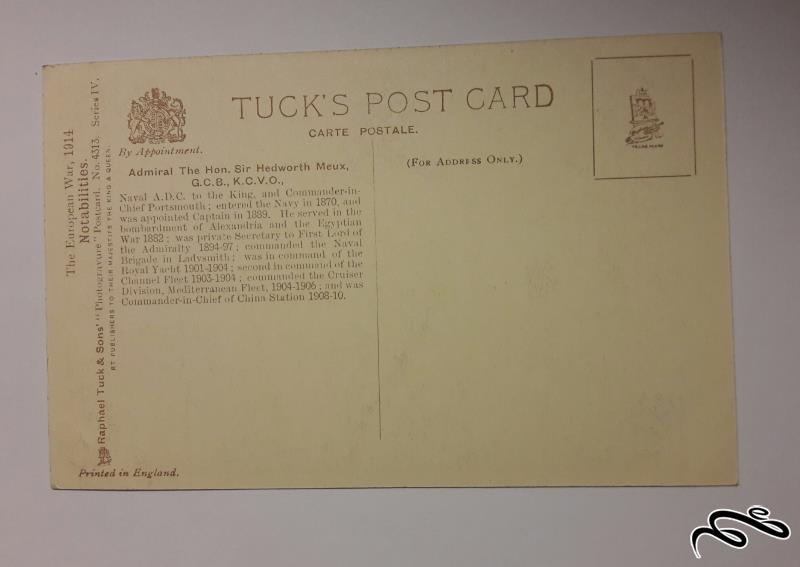 The European War, 1914
Notabilities.
Raphael Tuck & Sons' "Photogravure" Postcard. No. 4313. Series IV.
ART PUBLISHERS TO THEIR MAJESTIES THE KING & QUEEN.
By Appointment.
TUCK'S POST CARD
CARTE POSTALE.
Admiral The Hon. Sir Hedworth Meux,
G.C.B., K.C.V.O.,
Naval A.D.C. to the King, and Commander-in-
Chief Portsmouth; entered the Navy in 1870, and
was appointed Captain in 1889. He served in the
bombardment of Alexandria and the Egyptian
War 1882; was private Secretary to First Lord of
the Admiralty 1894-97; commanded the Naval
Brigade in Ladysmith; was in command of the
Royal Yacht 1901-1904; second in command of the
Channel Fleet 1903-1904; commanded the Cruiser
Division, Mediterranean Fleet, 1904-1906; and was
Commander-in-Chief of China Station 1908-10.
(For Address Only.)
Printed in England.